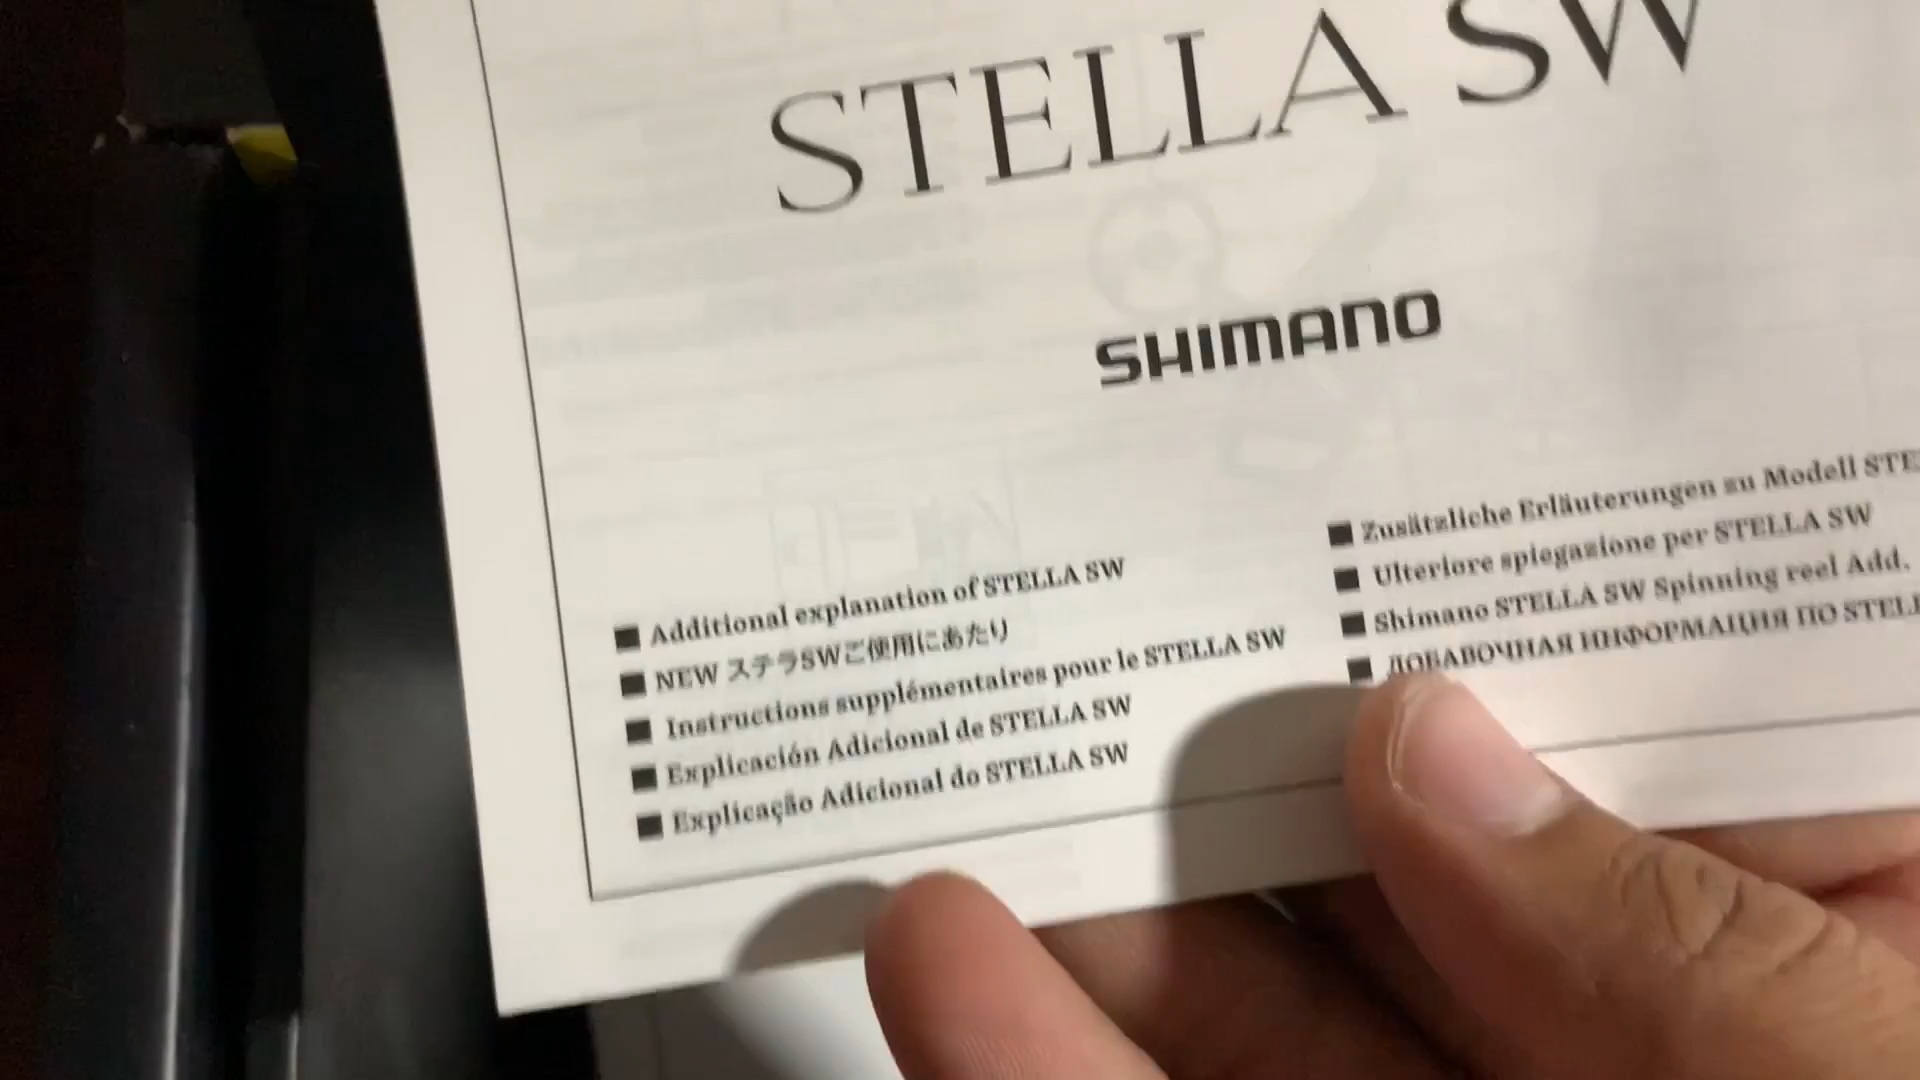 STELLA SW
SHIMANO
■ Additional explanation of STELLA SW
■ NEW ステラSWご使用にあたり
■ Instructions supplémentaires pour le STELLA SW
■ Explicación Adicional de STELLA SW
■ Explicação Adicional do STELLA SW
■ Zusätzliche Erläuterungen zu Modell STE
■ Ulteriore spiegazione per STELLA SW
■ Shimano STELLA SW Spinning reel Add.
■ ДОБАВОЧНАЯ ИНФОРМАЦИЯ ПО STELL